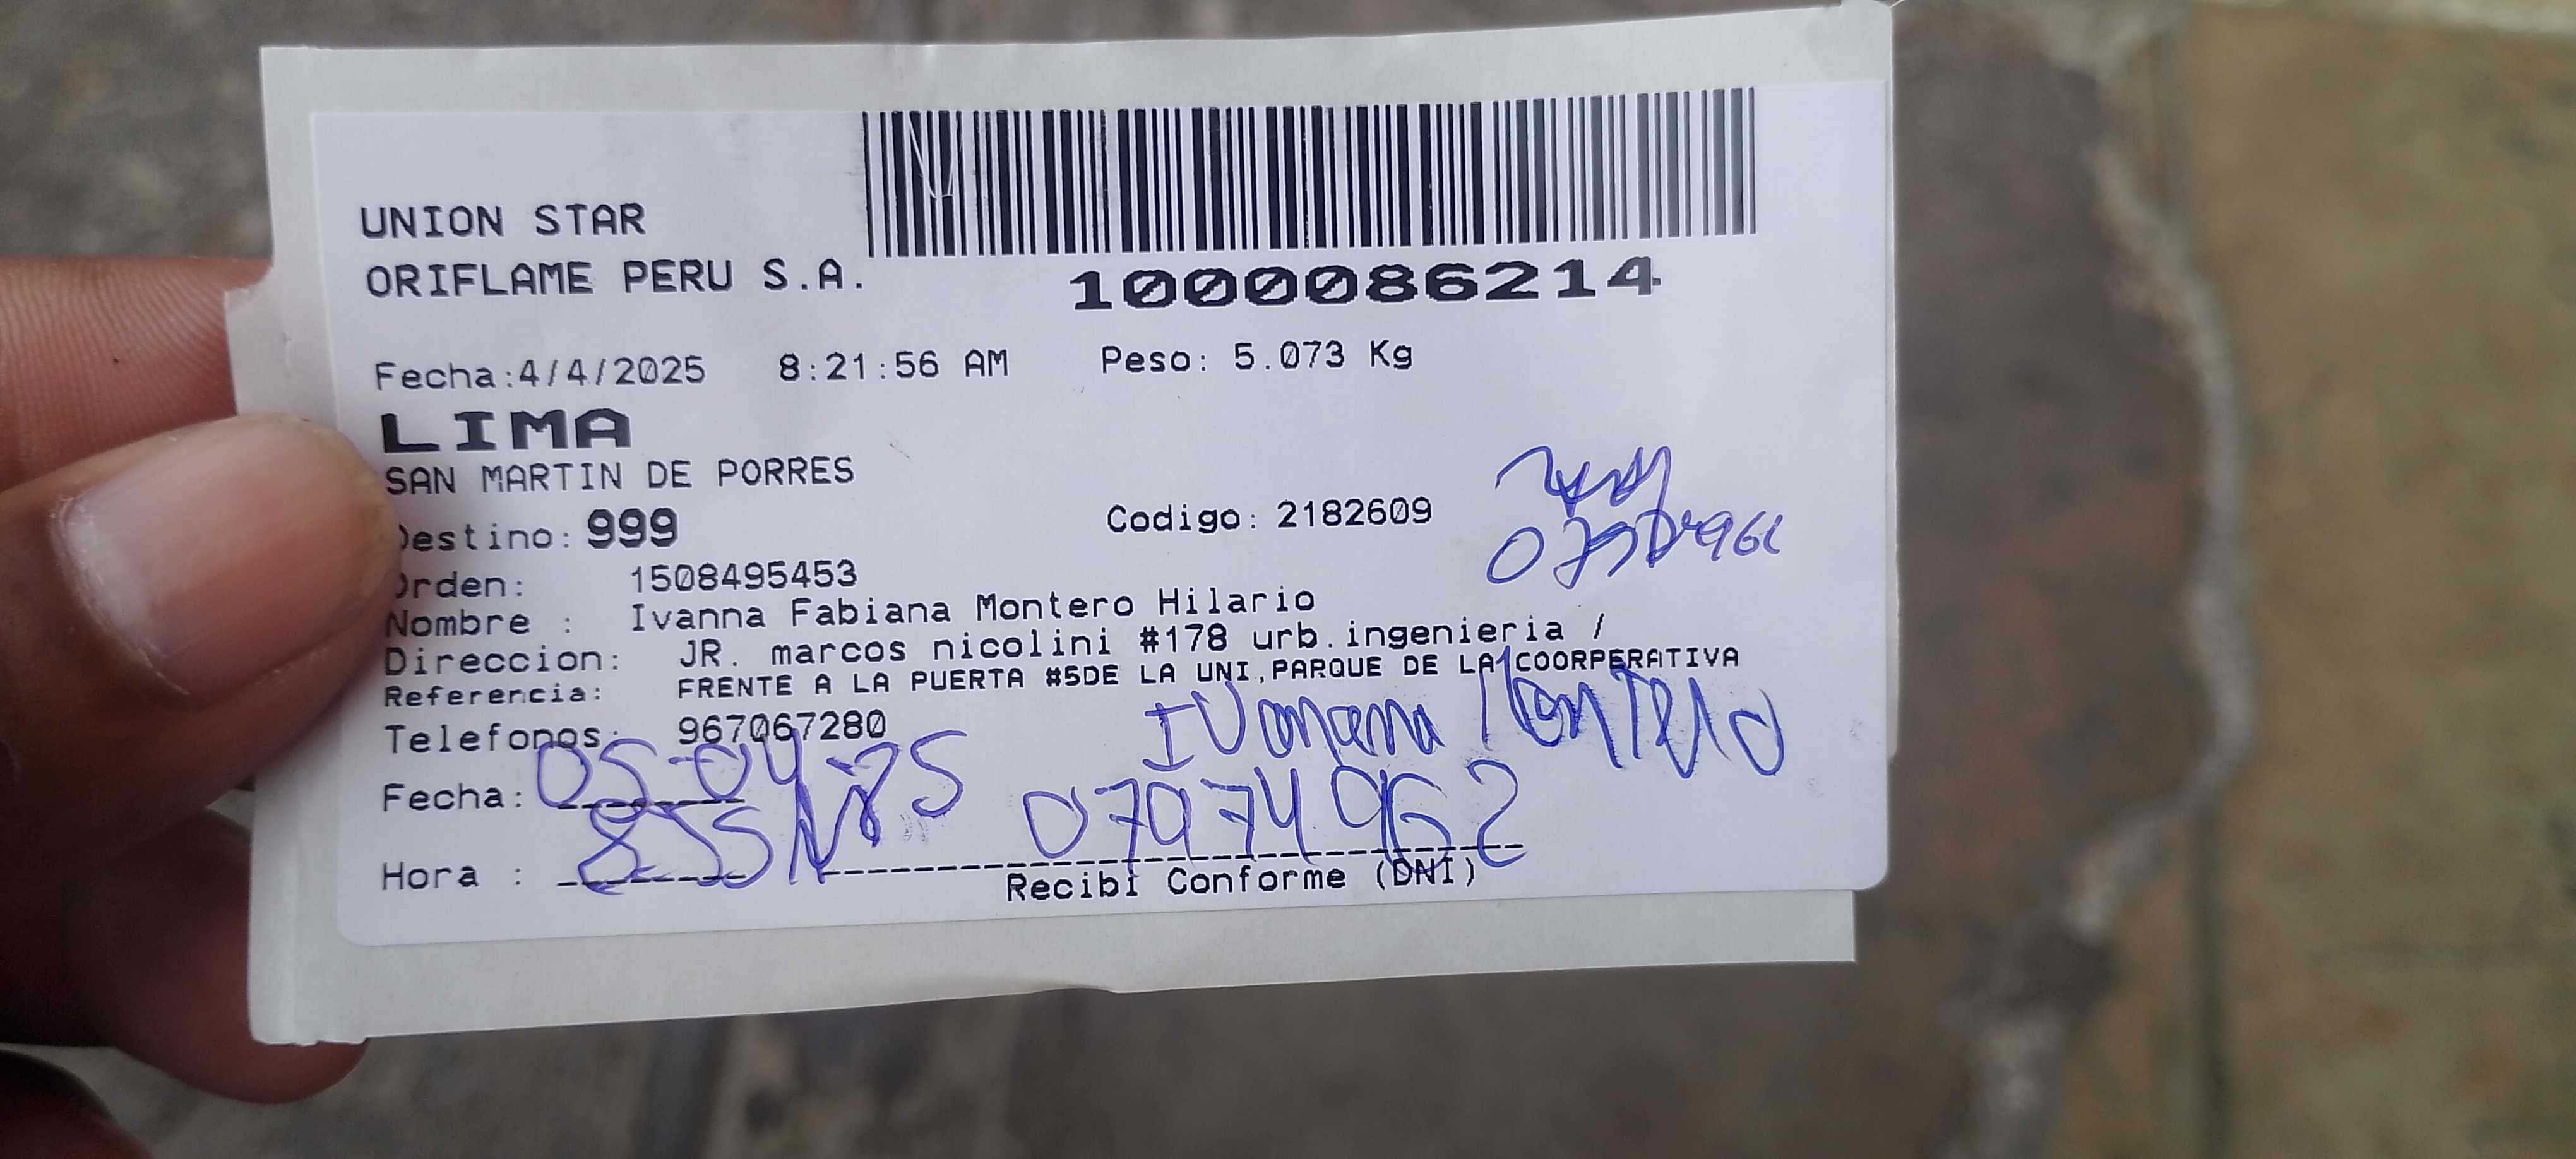 UNION STAR
ORIFLAME PERU S.A.
1000086214
Fecha:4/4/2025 8:21:56 AM Peso: 5.073 Kg
LIMA
SAN MARTIN DE PORRES
Destino: 999 Codigo: 2182609
Orden: 1508495453
Nombre : Ivanna Fabiana Montero Hilario
Direccion: JR. marcos nicolini #178 urb.ingenieria /
Referencia: FRENTE A LA PUERTA #5DE LA UNI,PARQUE DE LA COORPERATIVA
Telefonos: 967067280
Montero
Fecha: 05-04-25
07974962
Hora :
Recibi Conforme (DNI)